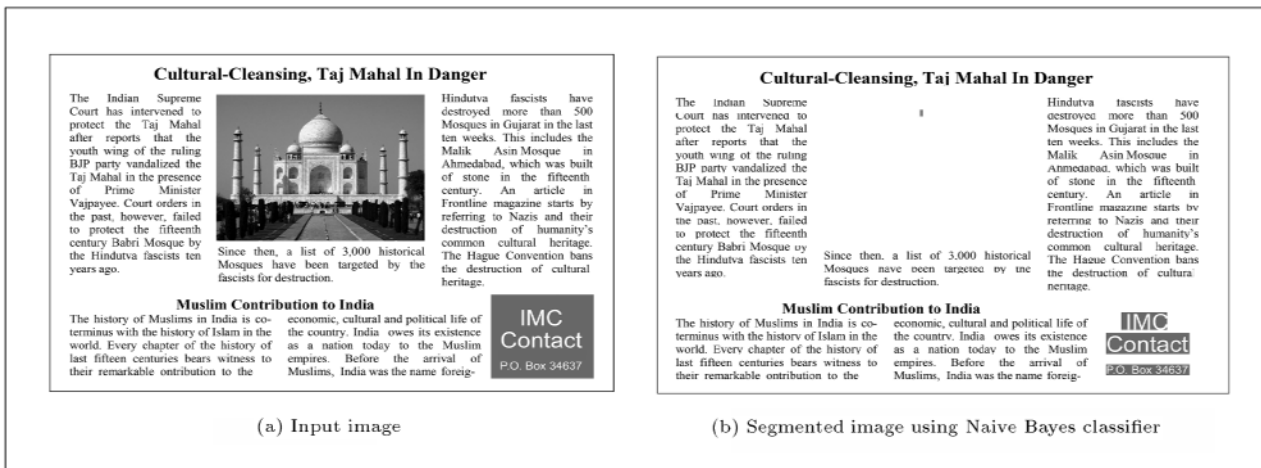 Cultural-Cleansing, Taj Mahal In Danger
The Indian Supreme
Court has intervened to
protect the Taj Mahal
after reports that the
youth wing of the ruling
BJP party vandalized the
Taj Mahal in the presence
of Prime Minister
Vajpayee. Court orders in
the past, however, failed
to protect the fifteenth
century Babri Mosque by
the Hindutva fascists ten
years ago.
Since then, a list of 3,000 historical
Mosques have been targeted by the
fascists for destruction.
Hindutva fascists have
destroyed more than 500
Mosques in Gujarat in the last
ten weeks. This includes the
Malik Asin Mosque in
Ahmedabad, which was built
of stone in the fifteenth
century. An article in
Frontline magazine starts by
referring to Nazis and their
destruction of humanity's
common cultural heritage.
The Hague Convention bans
the destruction of cultural
heritage.
Muslim Contribution to India
The history of Muslims in India is co-
terminus with the history of Islam in the
world. Every chapter of the history of
last fifteen centuries bears witness to
their remarkable ontribution to the
economic, cultural and political life of
the country. India owes its existence
as a nation today to the Muslim
empires. Before the arrival of
Muslims, India was the name foreig-
IMC
Contact
P.O. Box 34637
(a) Input image
Cultural-Cleansing, Taj Mahal In Danger
The Indian Supreme
Court has intervened to
protect the Taj Mahal
after reports that the
youth wing of the ruling
BJP party vandalized the
Taj Mahal in the presence
of Prime Minister
Vajpayee. Court orders in
the past, however, failed
to protect the fifteenth
century Babri Mosque by
the Hindutva fascists ten
years ago.
Since then, a list of 3,000 historical
Mosques have been targeted by the
fascists for destruction.
Hindutva fascists have
destroyed more than 500
Mosques in Gujarat in the last
ten weeks. This includes the
Malik Asin Mosque in
Ahmedabad, which was built
of stone in the fifteenth
century. An article in
Frontline magazine starts by
referring to Nazis and their
destruction of humanity's
common cultural heritage.
The Hague Convention bans
the destruction of cultural
heritage.
Muslim Contribution to India
The history of Muslims in India is co-
terminus with the history of Islam in the
world. Every chapter of the history of
last fifteen centuries bears witness to
their remarkable ontribution to the
economic, cultural and political life of
the country. India owes its existence
as a nation today to the Muslim
empires. Before the arrival of
Muslims, India was the name foreig-
IMC
Contact
P.O. Box 34637
(b) Segmented image using Naive Bayes classifier